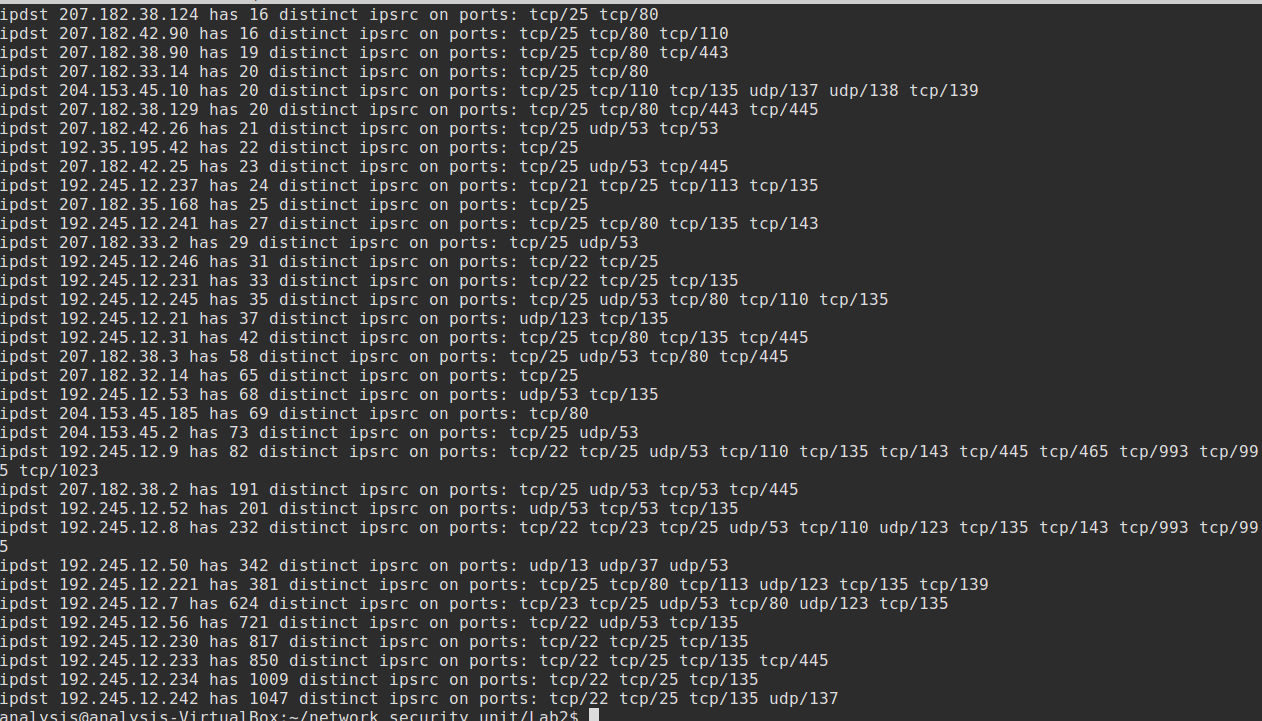 ipdst 207.182.38.124 has 16 distinct ipsrc on ports: tcp/25 tcp/80
ipdst 207.182.42.90 has 16 distinct ipsrc on ports: tcp/25 tcp/80 tcp/110
ipdst 207.182.38.90 has 19 distinct ipsrc on ports: tcp/25 tcp/80 tcp/443
ipdst 207.182.33.14 has 20 distinct ipsrc on ports: tcp/25 tcp/80
ipdst 204.153.45.10 has 20 distinct ipsrc on ports: tcp/25 tcp/110 tcp/135 udp/137 udp/138 tcp/139
ipdst 207.182.38.129 has 20 distinct ipsrc on ports: tcp/25 tcp/80 tcp/443 tcp/445
ipdst 207.182.42.26 has 21 distinct ipsrc on ports: tcp/25 udp/53 tcp/53
ipdst 192.35.195.42 has 22 distinct ipsrc on ports: tcp/25
ipdst 207.182.42.25 has 23 distinct ipsrc on ports: tcp/25 udp/53 tcp/445
ipdst 192.245.12.237 has 24 distinct ipsrc on ports: tcp/21 tcp/25 tcp/113 tcp/135
ipdst 207.182.35.168 has 25 distinct ipsrc on ports: tcp/25
ipdst 192.245.12.241 has 27 distinct ipsrc on ports: tcp/25 tcp/80 tcp/135 tcp/143
ipdst 207.182.33.2 has 29 distinct ipsrc on ports: tcp/25 udp/53
ipdst 192.245.12.246 has 31 distinct ipsrc on ports: tcp/22 tcp/25
ipdst 192.245.12.231 has 33 distinct ipsrc on ports: tcp/22 tcp/25 tcp/135
ipdst 192.245.12.245 has 35 distinct ipsrc on ports: tcp/25 udp/53 tcp/80 tcp/110 tcp/135
ipdst 192.245.12.21 has 37 distinct ipsrc on ports: udp/123 tcp/135
ipdst 192.245.12.31 has 42 distinct ipsrc on ports: tcp/25 tcp/80 tcp/135 tcp/445
ipdst 207.182.38.3 has 58 distinct ipsrc on ports: tcp/25 udp/53 tcp/80 tcp/445
ipdst 207.182.32.14 has 65 distinct ipsrc on ports: tcp/25
ipdst 192.245.12.53 has 68 distinct ipsrc on ports: udp/53 tcp/135
ipdst 204.153.45.185 has 69 distinct ipsrc on ports: tcp/80
ipdst 204.153.45.2 has 73 distinct ipsrc on ports: tcp/25 udp/53
ipdst 192.245.12.9 has 82 distinct ipsrc on ports: tcp/22 tcp/25 udp/53 tcp/110 tcp/135 tcp/143 tcp/445 tcp/465 tcp/993 tcp/99
5 tcp/1023
ipdst 207.182.38.2 has 191 distinct ipsrc on ports: tcp/25 udp/53 tcp/53 tcp/445
ipdst 192.245.12.52 has 201 distinct ipsrc on ports: udp/53 tcp/53 tcp/135
ipdst 192.245.12.8 has 232 distinct ipsrc on ports: tcp/22 tcp/23 tcp/25 udp/53 tcp/110 udp/123 tcp/135 tcp/143 tcp/993 tcp/99
5
ipdst 192.245.12.50 has 342 distinct ipsrc on ports: udp/13 udp/37 udp/53
ipdst 192.245.12.221 has 381 distinct ipsrc on ports: tcp/25 tcp/80 tcp/113 udp/123 tcp/135 tcp/139
ipdst 192.245.12.7 has 624 distinct ipsrc on ports: tcp/23 tcp/25 udp/53 tcp/80 udp/123 tcp/135
ipdst 192.245.12.56 has 721 distinct ipsrc on ports: tcp/22 udp/53 tcp/135
ipdst 192.245.12.230 has 817 distinct ipsrc on ports: tcp/22 tcp/25 tcp/135
ipdst 192.245.12.233 has 850 distinct ipsrc on ports: tcp/22 tcp/25 tcp/135 tcp/445
ipdst 192.245.12.234 has 1009 distinct ipsrc on ports: tcp/22 tcp/25 tcp/135
ipdst 192.245.12.242 has 1047 distinct ipsrc on ports: tcp/22 tcp/25 tcp/135 udp/137
analysis@analysis-VirtualBox:~/network_security_unit/Lab2$